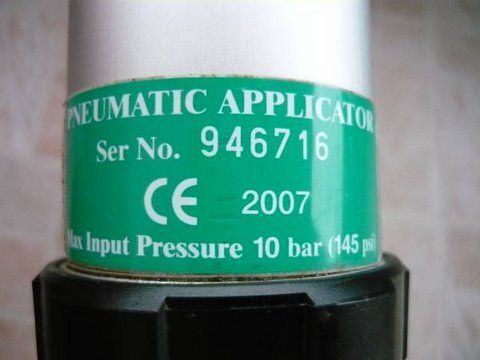 PNEUMATIC APPLICATOR
Ser No. 946716
CE 2007
Max Input Pressure 10 bar (145 psi)